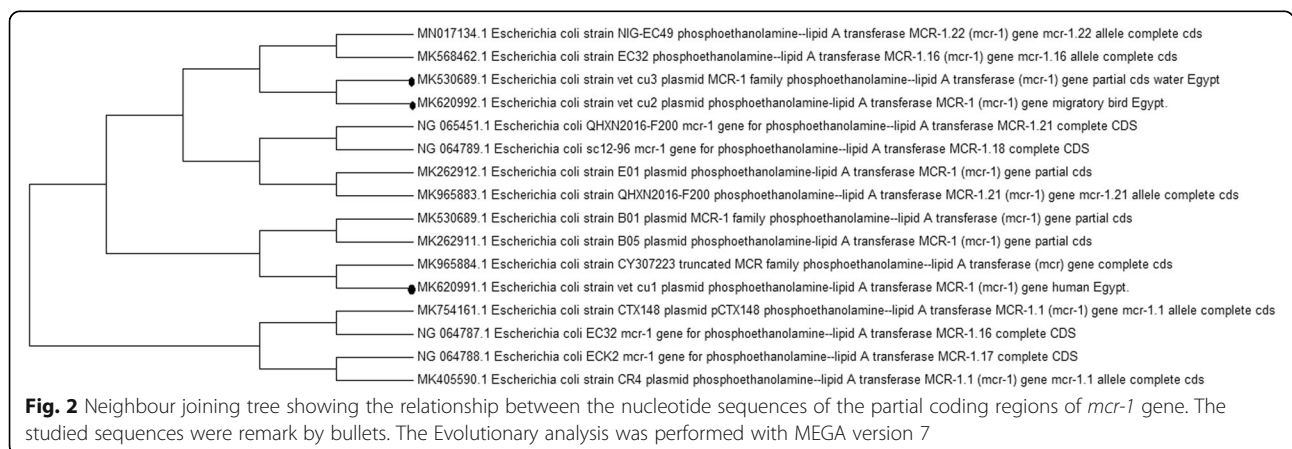 MN017134.1 Escherichia coli strain NIG-EC49 phosphoethanolamine--lipid A transferase MCR-1.22 (mcr-1) gene mcr-1.22 allele complete cds
MK568462.1 Escherichia coli strain EC32 phosphoethanolamine--lipid A transferase MCR-1.16 (mcr-1) gene mcr-1.16 allele complete cds
MK530689.1 Escherichia coli strain vet cu3 plasmid MCR-1 family phosphoethanolamine--lipid A transferase (mcr-1) gene partial cds water Egypt
MK620992.1 Escherichia coli strain vet cu2 plasmid phosphoethanolamine-lipid A transferase MCR-1 (mcr-1) gene migratory bird Egypt.
NG 065451.1 Escherichia coli QHXN2016-F200 mcr-1 gene for phosphoethanolamine--lipid A transferase MCR-1.21 complete CDS
NG 064789.1 Escherichia coli sc12-96 mcr-1 gene for phosphoethanolamine--lipid A transferase MCR-1.18 complete CDS
MK262912.1 Escherichia coli strain E01 plasmid phosphoethanolamine-lipid A transferase MCR-1 (mcr-1) gene partial cds
MK965883.1 Escherichia coli strain QHXN2016-F200 phosphoethanolamine--lipid A transferase MCR-1.21 (mcr-1) gene mcr-1.21 allele complete cds
MK530689.1 Escherichia coli strain B01 plasmid MCR-1 family phosphoethanolamine--lipid A transferase (mcr-1) gene partial cds
MK262911.1 Escherichia coli strain B05 plasmid phosphoethanolamine-lipid A transferase MCR-1 (mcr-1) gene partial cds
MK965884.1 Escherichia coli strain CY307223 truncated MCR family phosphoethanolamine--lipid A transferase (mcr) gene complete cds
MK620991.1 Escherichia coli strain vet cu1 plasmid phosphoethanolamine-lipid A transferase MCR-1 (mcr-1) gene human Egypt.
MK754161.1 Escherichia coli strain CTX148 plasmid pCTX148 phosphoethanolamine--lipid A transferase MCR-1.1 (mcr-1) gene mcr-1.1 allele complete cds
NG 064787.1 Escherichia coli EC32 mcr-1 gene for phosphoethanolamine--lipid A transferase MCR-1.16 complete CDS
NG 064788.1 Escherichia coli ECK2 mcr-1 gene for phosphoethanolamine--lipid A transferase MCR-1.17 complete CDS
MK405590.1 Escherichia coli strain CR4 plasmid phosphoethanolamine--lipid A transferase MCR-1.1 (mcr-1) gene mcr-1.1 allele complete cds
Fig. 2 Neighbour joining tree showing the relationship between the nucleotide sequences of the partial coding regions of mcr-1 gene. The
studied sequences were remark by bullets. The Evolutionary analysis was performed with MEGA version 7